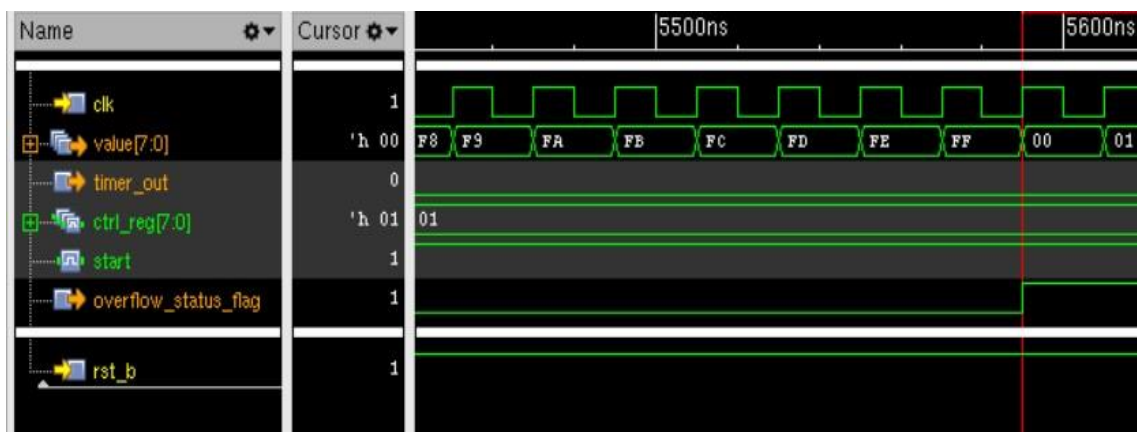 Name Cursor 5500ns 5600ns
clk 1
value[7:0] 'h 00 F8 F9 FA FB FC FD FE FF 00 01
timer_out 0
ctrl_reg[7:0] 'h 01 01
start 1
overflow_status_flag 1
rst_b 1